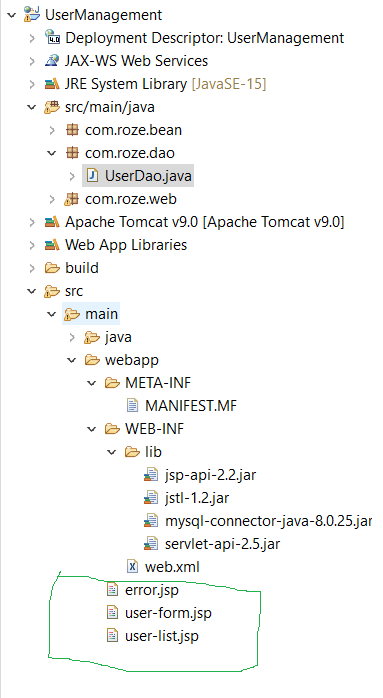 UserManagement
Deployment Descriptor: UserManagement
JAX-WS Web Services
JRE System Library [JavaSE-15]
src/main/java
com.roze.bean
com.roze.dao
UserDao.java
com.roze.web
Apache Tomcat v9.0 [Apache Tomcat v9.0]
Web App Libraries
build
src
main
java
webapp
META-INF
MANIFEST.MF
WEB-INF
lib
jsp-api-2.2.jar
jstl-1.2.jar
mysql-connector-java-8.0.25.jar
servlet-api-2.5.jar
web.xml
error.jsp
user-form.jsp
user-list.jsp